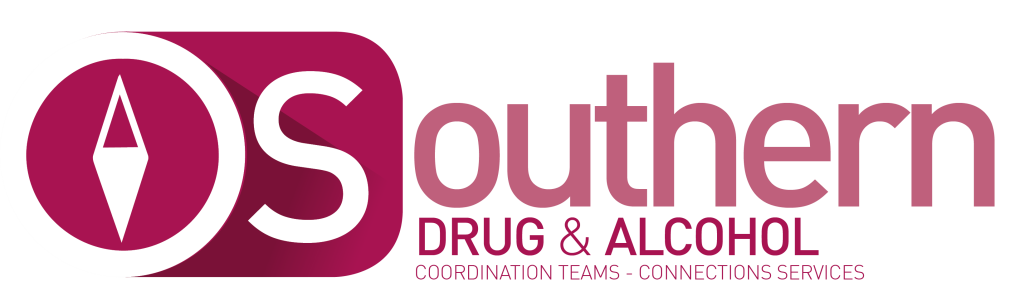 Southern
DRUG & ALCOHOL
COORDINATION TEAMS - CONNECTIONS SERVICES